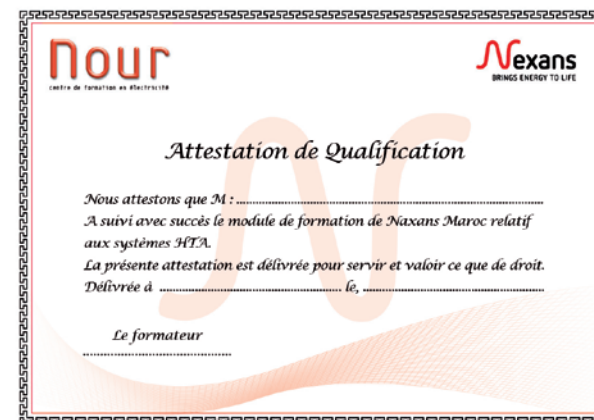 nour
centre de formation en électricité
Nexans
BRINGS ENERGY TO LIFE
Attestation de Qualification
Nous attestons que M : ........................................
A suivi avec succès le module de formation de Naxans Maroc relatif
aux systèmes HTA.
La présente attestation est délivrée pour servir et valoir ce que de droit.
Délivrée à ........................................ le, ........................................
Le formateur
........................................